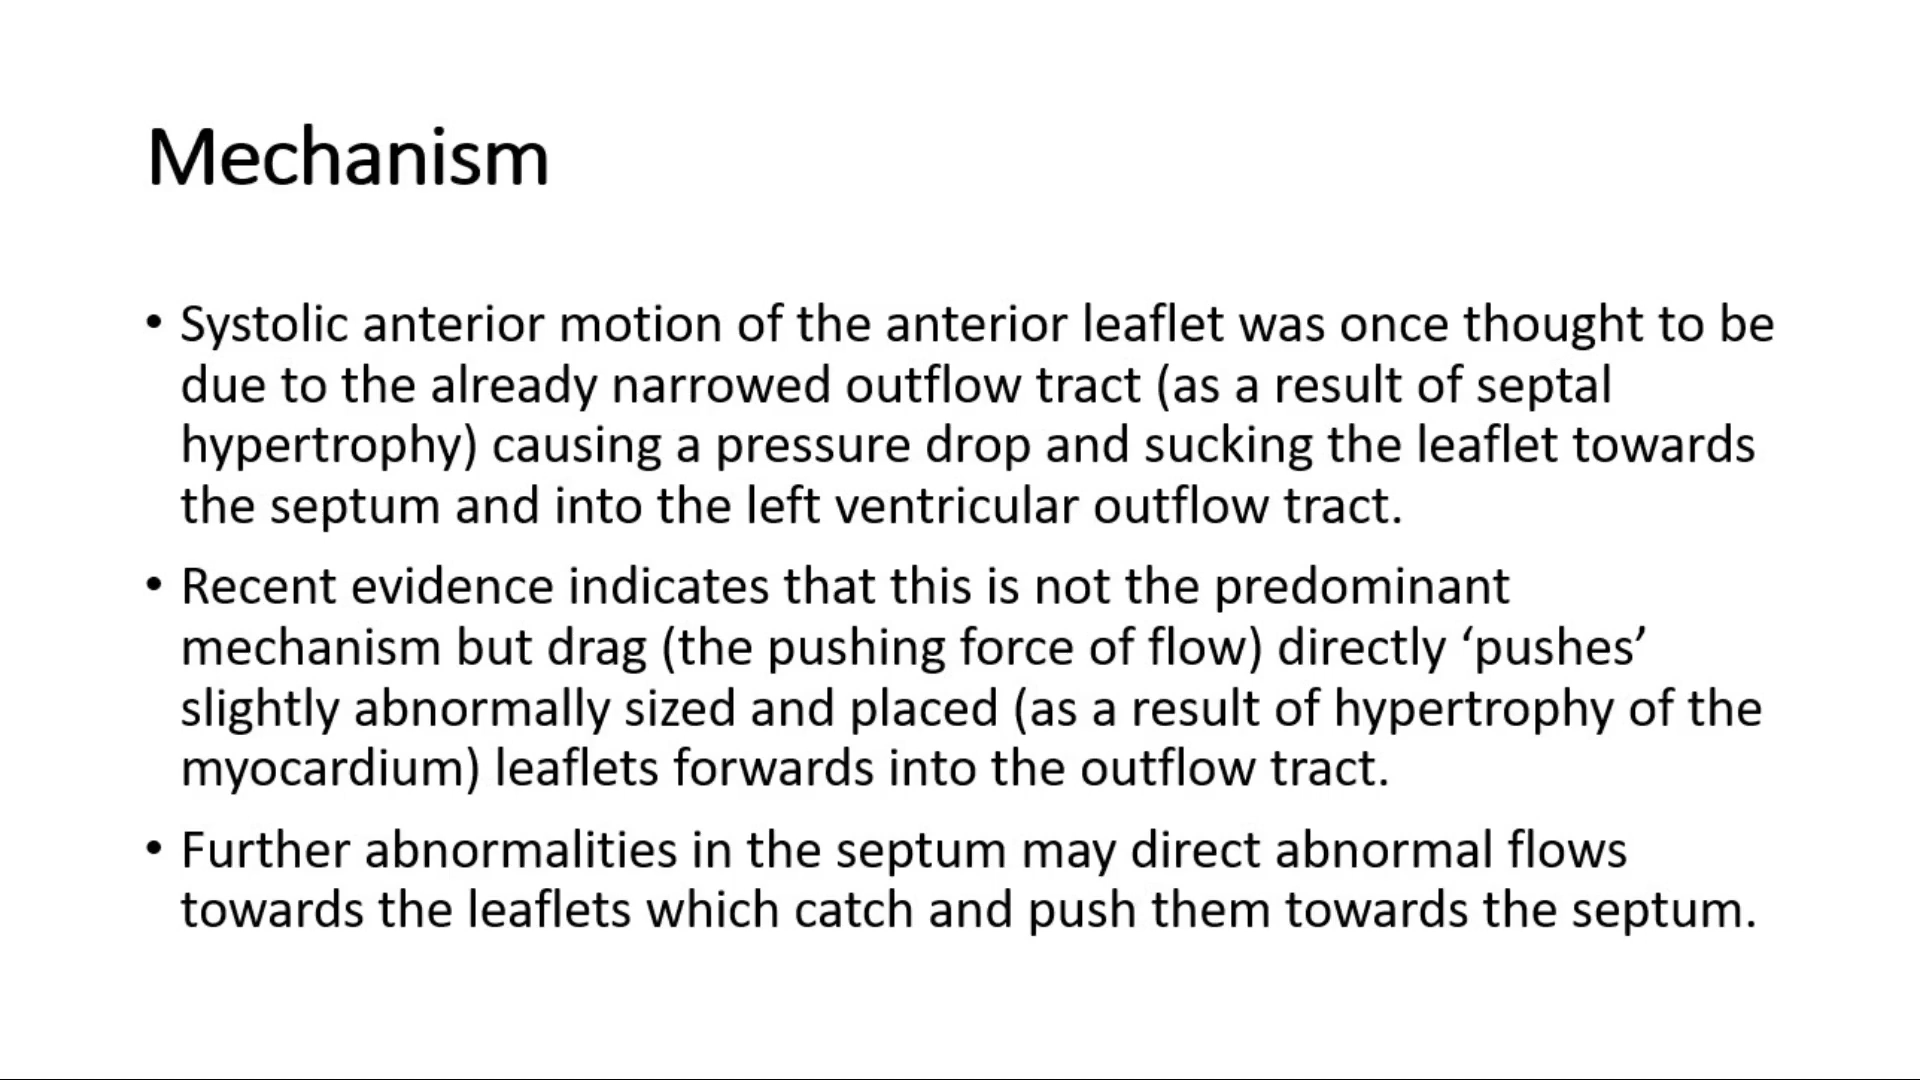 Mechanism
• Systolic anterior motion of the anterior leaflet was once thought to be
due to the already narrowed outflow tract (as a result of septal
hypertrophy) causing a pressure drop and sucking the leaflet towards
the septum and into the left ventricular outflow tract.
• Recent evidence indicates that this is not the predominant
mechanism but drag (the pushing force of flow) directly ‘pushes’
slightly abnormally sized and placed (as a result of hypertrophy of the
myocardium) leaflets forwards into the outflow tract.
• Further abnormalities in the septum may direct abnormal flows
towards the leaflets which catch and push them towards the septum.